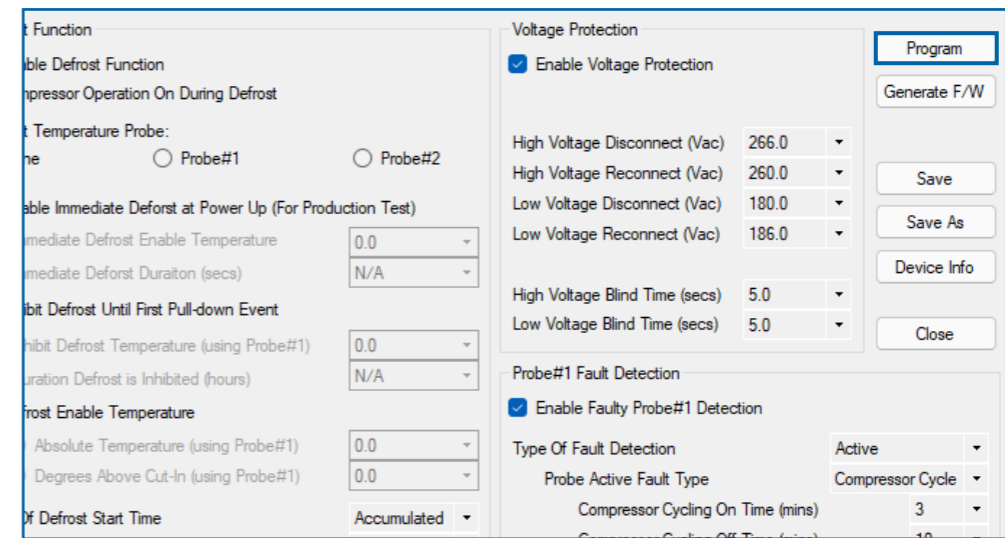 t Function
ble Defrost Function
mpressor Operation On During Defrost
t Temperature Probe:
ne Probe#1 Probe#2
able Immediate Deforst at Power Up (For Production Test)
mediate Defrost Enable Temperature 0.0
mediate Deforst Duraiton (secs) N/A
ibit Defrost Until First Pull-down Event
hibit Defrost Temperature (using Probe#1) 0.0
uration Defrost is Inhibited (hours) N/A
frost Enable Temperature
Absolute Temperature (using Probe#1) 0.0
Degrees Above Cut-In (using Probe#1) 0.0
Of Defrost Start Time Accumulated
Voltage Protection
Enable Voltage Protection
High Voltage Disconnect (Vac) 266.0
High Voltage Reconnect (Vac) 260.0
Low Voltage Disconnect (Vac) 180.0
Low Voltage Reconnect (Vac) 186.0
High Voltage Blind Time (secs) 5.0
Low Voltage Blind Time (secs) 5.0
Probe#1 Fault Detection
Enable Faulty Probe#1 Detection
Type Of Fault Detection Active
Probe Active Fault Type Compressor Cycle
Compressor Cycling On Time (mins) 3
Compressor Cycling Off Time (mins) 10
Program
Generate F/W
Save
Save As
Device Info
Close